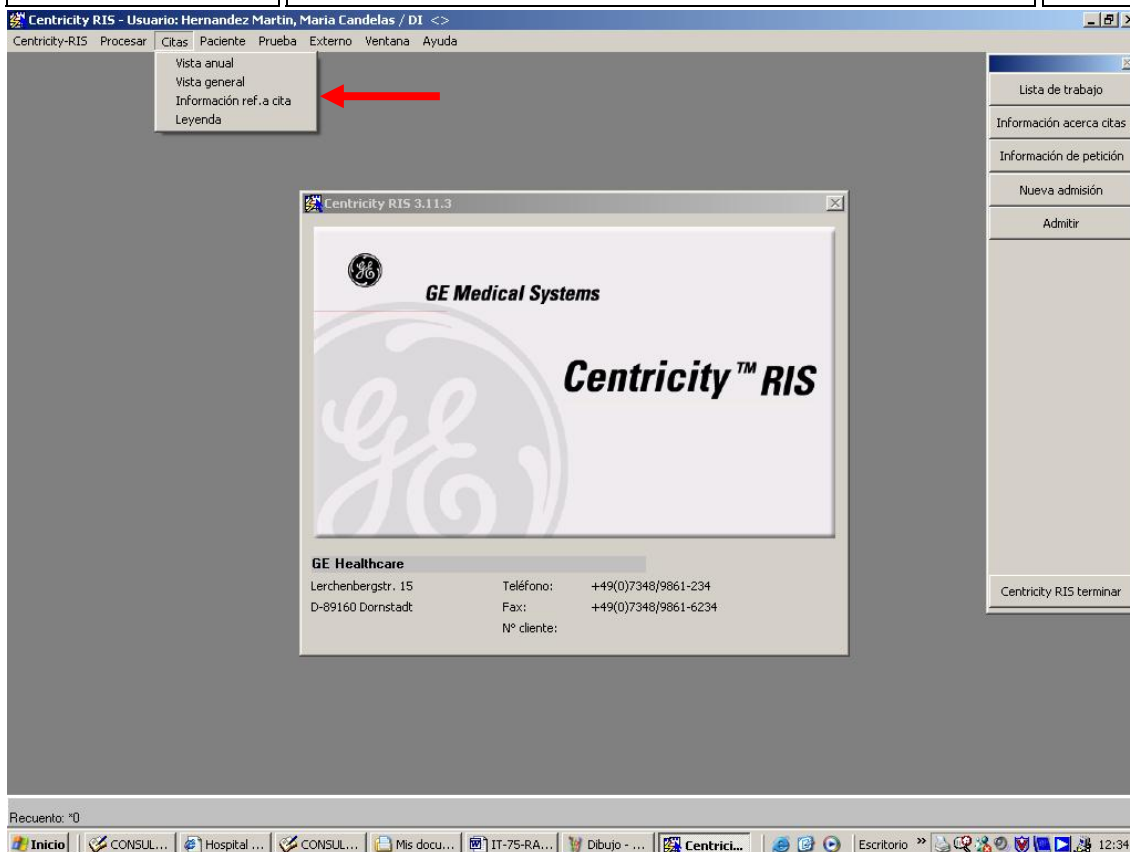 Centricity RIS - Usuario: Hernandez Martin, Maria Candelas / DI <>
Centricity-RIS Procesar Citas Paciente Prueba Externo Ventana Ayuda
Vista anual
Vista general
Información ref.a cita
Leyenda
Lista de trabajo
Información acerca citas
Información de petición
Nueva admisión
Admitir
Centricity RIS 3.11.3
GE
GE Medical Systems
Centricity™ RIS
GE
GE Healthcare
Lerchenbergstr. 15 Teléfono: +49(0)7348/9861-234
D-89160 Dornstadt Fax: +49(0)7348/9861-6234
Nº cliente:
Centricity RIS terminar
Recuento: *0
Inicio CONSUL... Hospital ... CONSUL... Mis docu... IT-75-RA... Dibujo - ... Centrici... Escritorio » 12:34